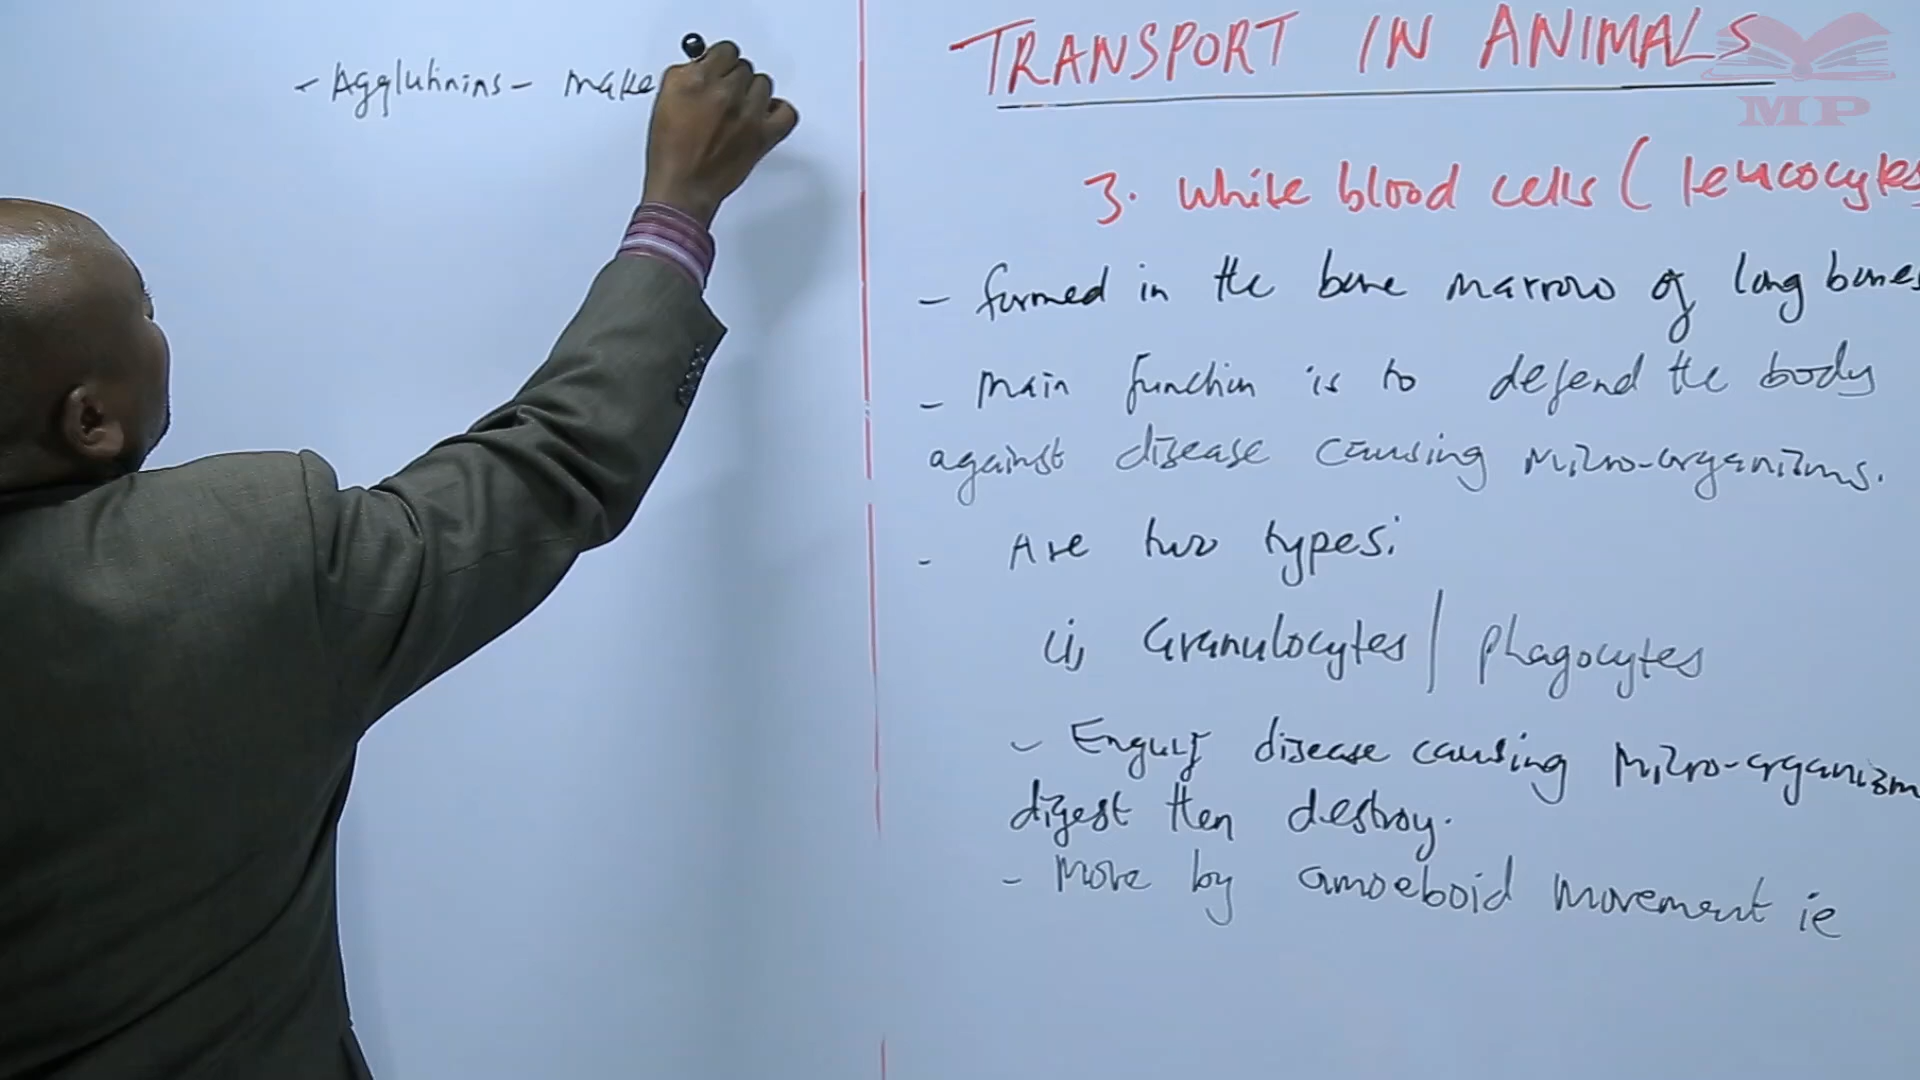 - Agglutinins - make
TRANSPORT IN ANIMALS
MP
3. White blood cells ( leucocytes
- formed in the bone marrow of long bones
- Main function is to defend the body
against disease causing micro-organisms.
- Are two types:
(i) Granulocytes / phagocytes
- Engulf disease causing micro-organism
digest then destroy.
- Move by amoeboid movement ie